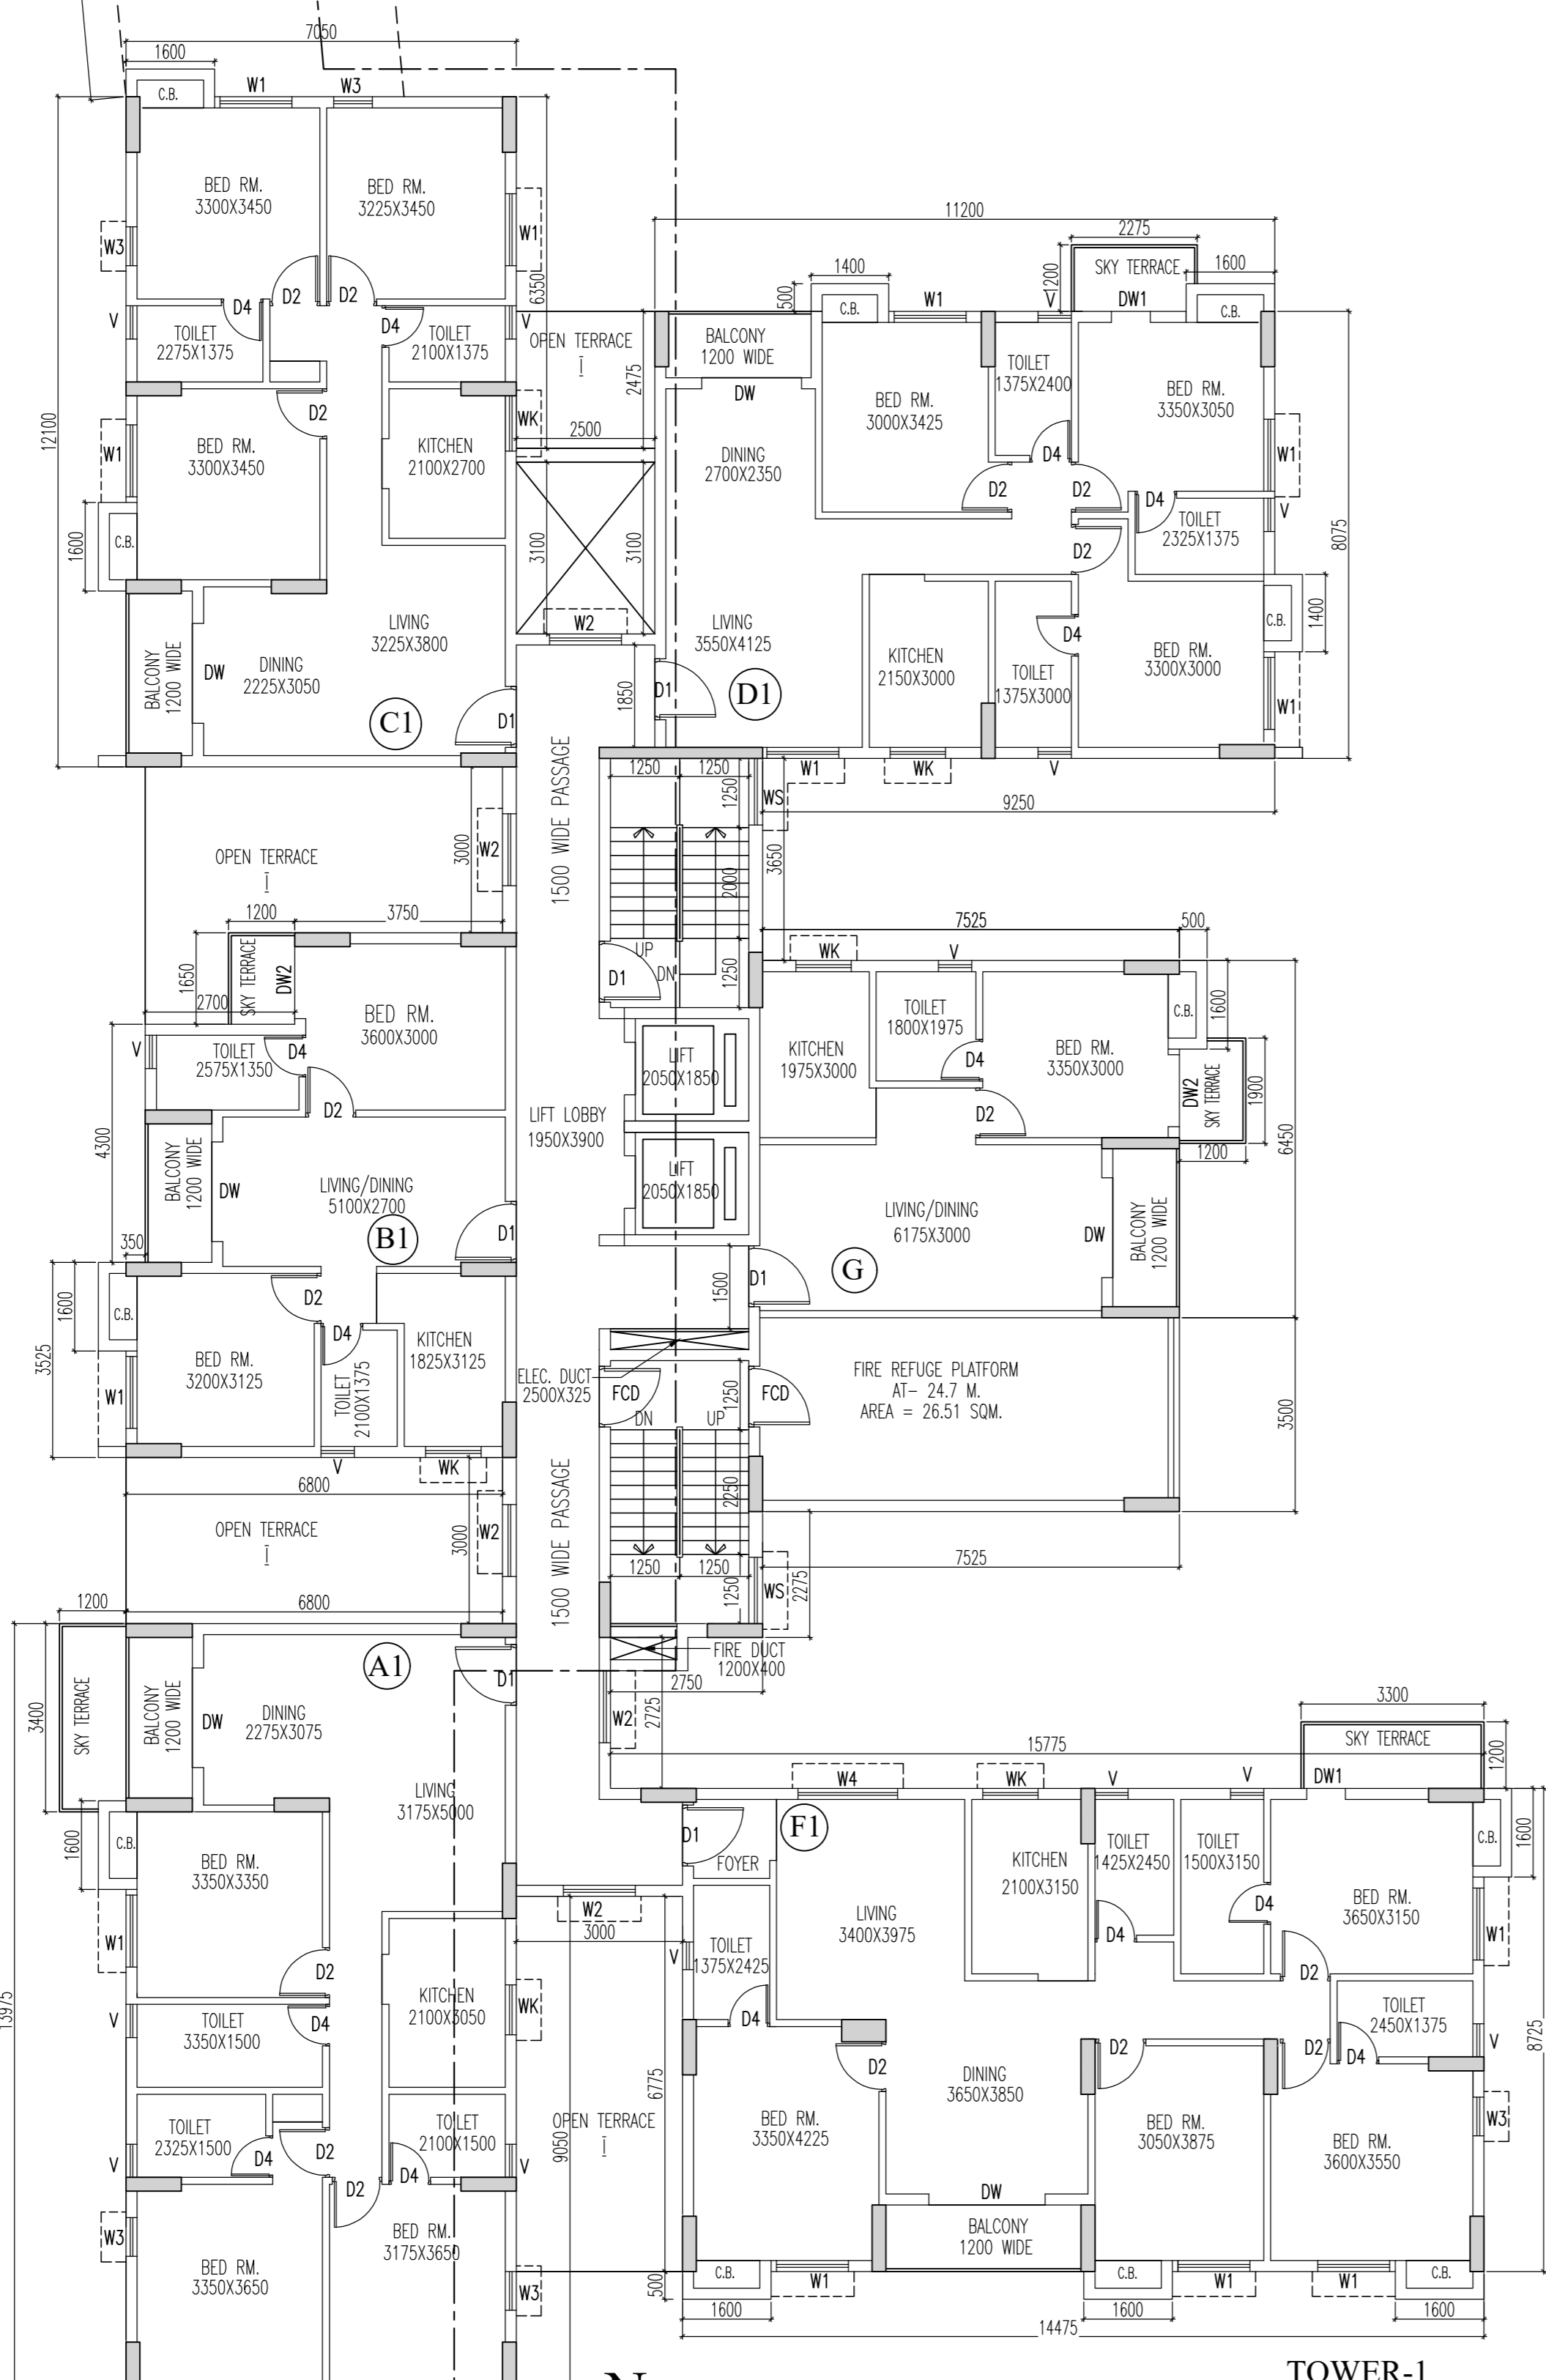 7050
1600
C.B.
W1
W3
BED RM.
3300X3450
BED RM.
3225X3450
W3
W1
6350
12100
D4
D2
D2
D4
V
TOILET
2275X1375
TOILET
2100X1375
V
OPEN TERRACE
I
2475
D2
WK
2500
W1
BED RM.
3300X3450
KITCHEN
2100X2700
1600
C.B.
3100
3100
W2
BALCONY
1200 WIDE
DW
DINING
2225X3050
LIVING
3225X3800
C1
D1
1850
11200
2275
1200
SKY TERRACE
1600
1400
500
C.B.
W1
V
DW1
C.B.
BALCONY
1200 WIDE
DW
TOILET
1375X2400
BED RM.
3000X3425
BED RM.
3350X3050
W1
DINING
2700X2350
D4
D2
D2
D4
V
TOILET
2325X1375
D2
8075
LIVING
3550X4125
C.B.
1400
D4
KITCHEN
2150X3000
TOILET
1375X3000
BED RM.
3300X3000
D1
D1
W1
W1
WK
V
9250
1500 WIDE PASSAGE
1250
1250
1250
WS
3650
2000
UP
DN
D1
1250
OPEN TERRACE
I
3000
W2
1200
3750
1650
SKY TERRACE
DW2
2700
BED RM.
3600X3000
V
TOILET
2575X1350
D4
D2
4300
BALCONY
1200 WIDE
DW
LIVING/DINING
5100X2700
B1
D1
350
LIFT
2050X1850
LIFT LOBBY
1950X3900
LIFT
2050X1850
7525
500
WK
V
TOILET
1800X1975
C.B.
1600
KITCHEN
1975X3000
D4
BED RM.
3350X3000
DW2
SKY TERRACE
1900
D2
1200
6450
LIVING/DINING
6175X3000
DW
BALCONY
1200 WIDE
G
D1
1500
1600
C.B.
D2
3525
D4
KITCHEN
1825X3125
BED RM.
3200X3125
TOILET
2100X1375
W1
V
WK
ELEC. DUCT
2500X325
FCD
FCD
1250
DN
UP
FIRE REFUGE PLATFORM
AT- 24.7 M.
AREA = 26.51 SQM.
3500
6800
OPEN TERRACE
I
3000
W2
1500 WIDE PASSAGE
2250
1250
1250
1250
WS
2275
7525
1200
6800
A1
D1
FIRE DUCT
1200X400
2750
W2
2725
3400
SKY TERRACE
BALCONY
1200 WIDE
DW
DINING
2275X3075
LIVING
3175X5000
1600
C.B.
BED RM.
3350X3350
W1
D2
13975
V
TOILET
3350X1500
D4
KITCHEN
2100X3050
WK
TOILET
2325X1500
D4
D2
TOILET
2100X1500
D4
V
V
D2
W3
BED RM.
3350X3650
BED RM.
3175X3650
W3
15775
3300
SKY TERRACE
1200
W4
WK
V
V
DW1
D1
F1
FOYER
C.B.
1600
KITCHEN
2100X3150
TOILET
1425X2450
TOILET
1500X3150
W2
3000
LIVING
3400X3975
D4
D4
BED RM.
3650X3150
W1
V
TOILET
1375X2425
D2
D4
TOILET
2450X1375
V
D2
D2
D2
D4
8725
6775
9050
OPEN TERRACE
I
DINING
3650X3850
BED RM.
3350X4225
BED RM.
3050X3875
BED RM.
3600X3550
W3
DW
BALCONY
1200 WIDE
500
C.B.
W1
C.B.
W1
W1
C.B.
1600
1600
1600
14475
N
TOWER-1